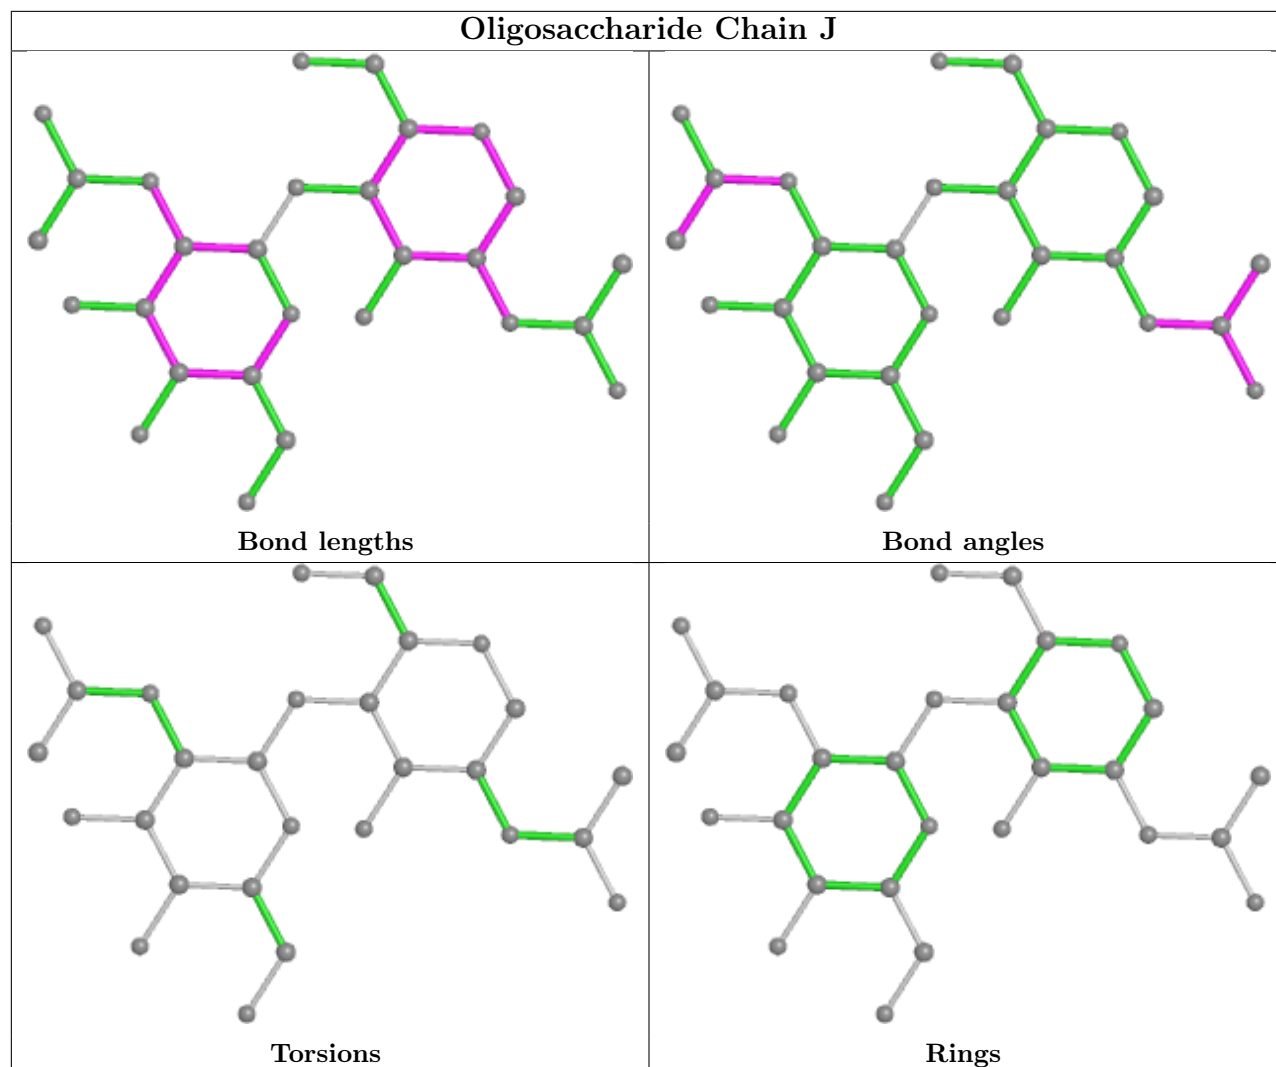 Oligosaccharide Chain J
Bond lengths
Bond angles
Torsions
Rings